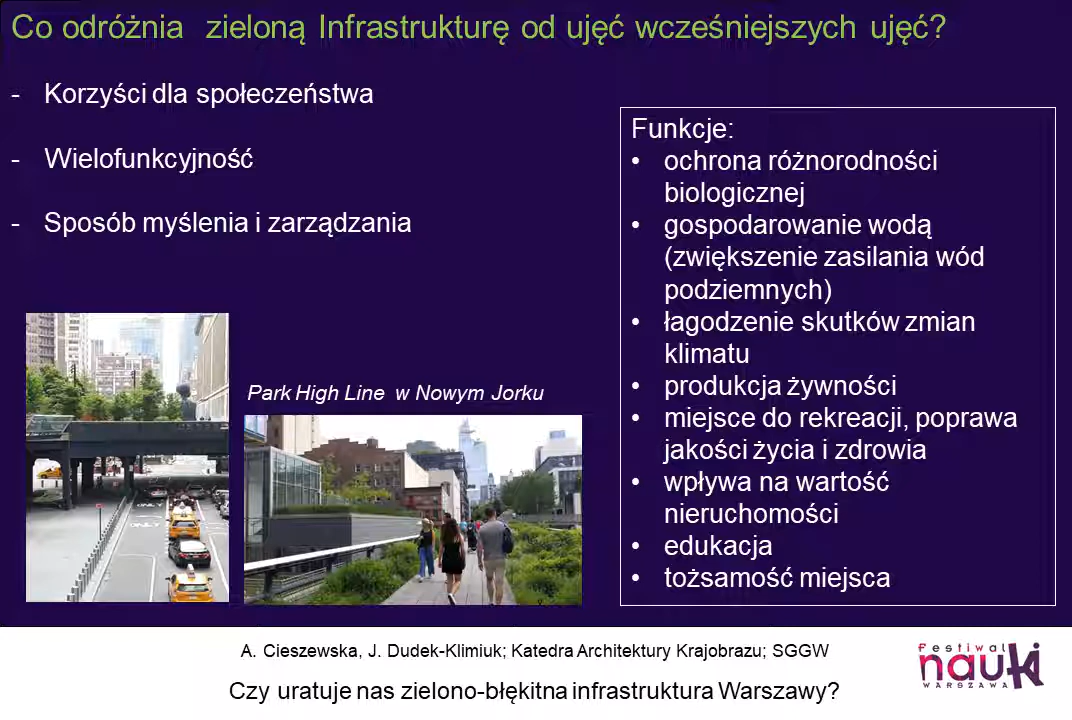 Co odróżnia zieloną Infrastrukturę od ujęć wcześniejszych ujęć?
- Korzyści dla społeczeństwa
- Wielofunkcyjność
- Sposób myślenia i zarządzania
Funkcje:
• ochrona różnorodności
biologicznej
• gospodarowanie wodą
(zwiększenie zasilania wód
podziemnych)
• łagodzenie skutków zmian
klimatu
• produkcja żywności
• miejsce do rekreacji, poprawa
jakości życia i zdrowia
• wpływa na wartość
nieruchomości
• edukacja
• tożsamość miejsca
Park High Line w Nowym Jorku
ONLY
ONLY
A. Cieszewska, J. Dudek-Klimiuk; Katedra Architektury Krajobrazu; SGGW
Czy uratuje nas zielono-błękitna infrastruktura Warszawy?
Festiwal
nauki
WARSZAWA